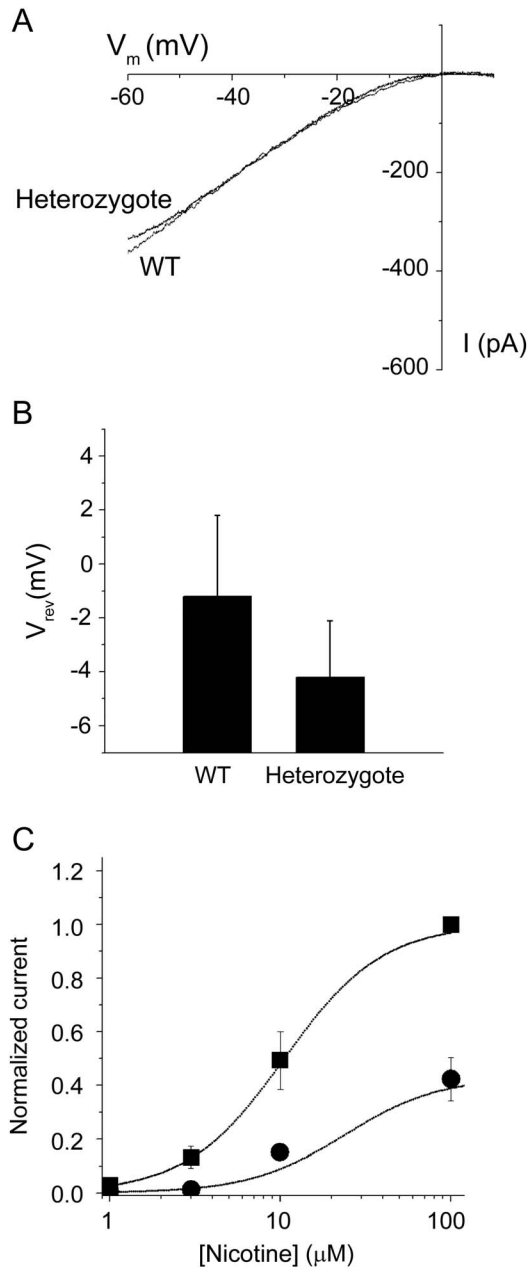 A
V_m (mV)
-60 -40 -20
Heterozygote
WT
-200
-400
-600
I (pA)
B
4
2
0
-2
-4
-6
V_rev(mV)
WT Heterozygote
C
1.2
1.0
0.8
0.6
0.4
0.2
0.0
Normalized current
1 10 100
[Nicotine] (μM)